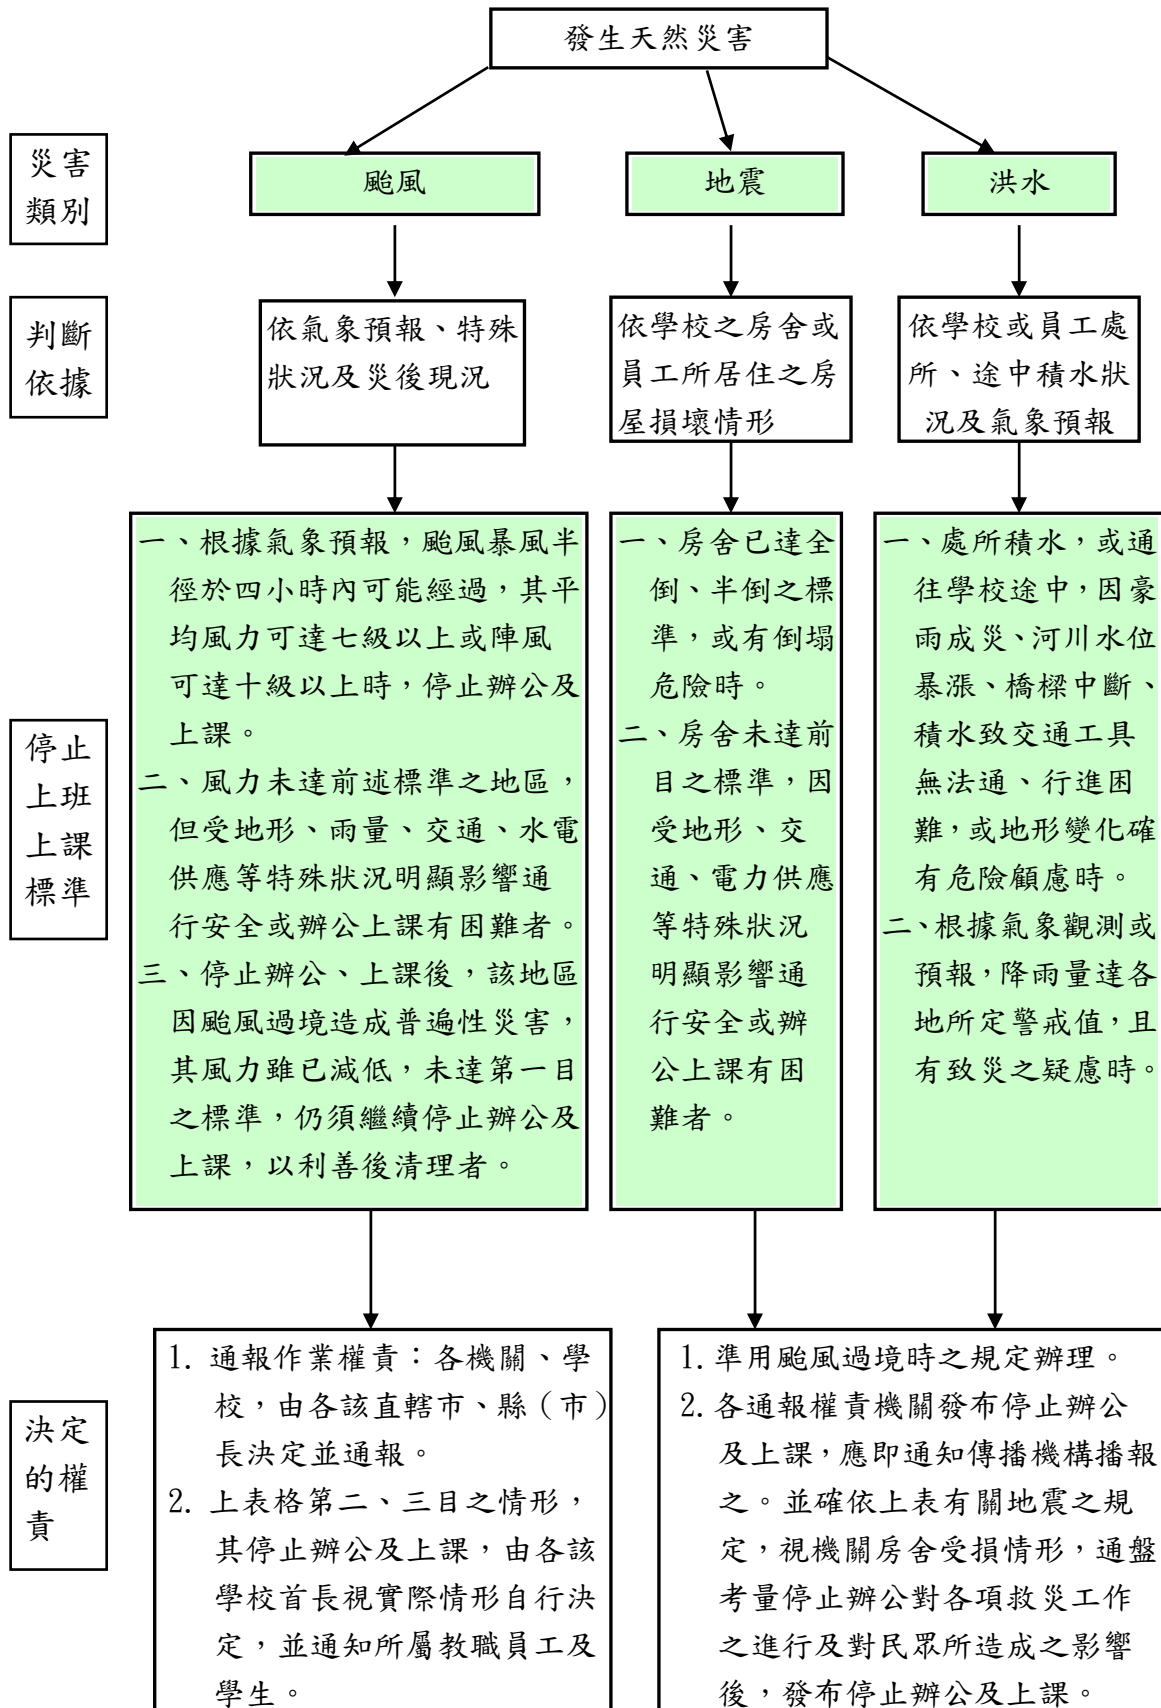 發生天然災害
災害
類別
颱風
地震
洪水
判斷
依據
依氣象預報、特殊
狀況及災後現況
依學校之房舍或
員工所居住之房
屋損壞情形
依學校或員工處
所、途中積水狀
況及氣象預報
停止
上班
上課
標準
一、根據氣象預報，颱風暴風半
徑於四小時內可能經過，其平
均風力可達七級以上或陣風
可達十級以上時，停止辦公及
上課。
二、風力未達前述標準之地區，
但受地形、雨量、交通、水電
供應等特殊狀況明顯影響通
行安全或辦公上課有困難者。
三、停止辦公、上課後，該地區
因颱風過境造成普遍性災害，
其風力雖已減低，未達第一目
之標準，仍須繼續停止辦公及
上課，以利善後清理者。
一、房舍已達全
倒、半倒之標
準，或有倒塌
危險時。
二、房舍未達前
目之標準，因
受地形、交
通、電力供應
等特殊狀況
明顯影響通
行安全或辦
公上課有困
難者。
一、處所積水，或通
往學校途中，因豪
雨成災、河川水位
暴漲、橋樑中斷、
積水致交通工具
無法通、行進困
難，或地形變化確
有危險顧慮時。
二、根據氣象觀測或
預報，降雨量達各
地所定警戒值，且
有致災之疑慮時。
決定
的權
責
1. 通報作業權責：各機關、學
校，由各該直轄市、縣（市）
長決定並通報。
2. 上表格第二、三目之情形，
其停止辦公及上課，由各該
學校首長視實際情形自行決
定，並通知所屬教職員工及
學生。
1. 準用颱風過境時之規定辦理。
2. 各通報權責機關發布停止辦公
及上課，應即通知傳播機構播報
之。並確依上表有關地震之規
定，視機關房舍受損情形，通盤
考量停止辦公對各項救災工作
之進行及對民眾所造成之影響
後，發布停止辦公及上課。